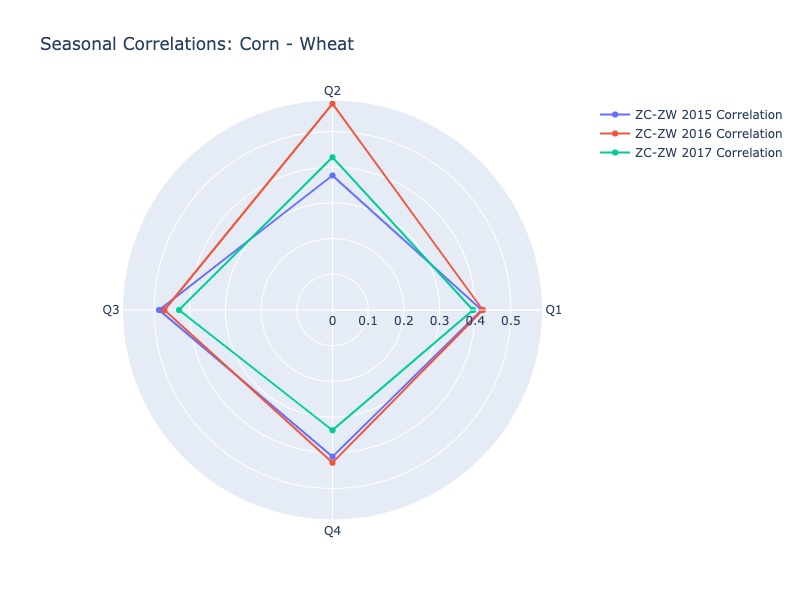 Seasonal Correlations: Corn - Wheat
Q2
ZC-ZW 2015 Correlation
ZC-ZW 2016 Correlation
ZC-ZW 2017 Correlation
Q3
Q1
0 0.1 0.2 0.3 0.4 0.5
Q4